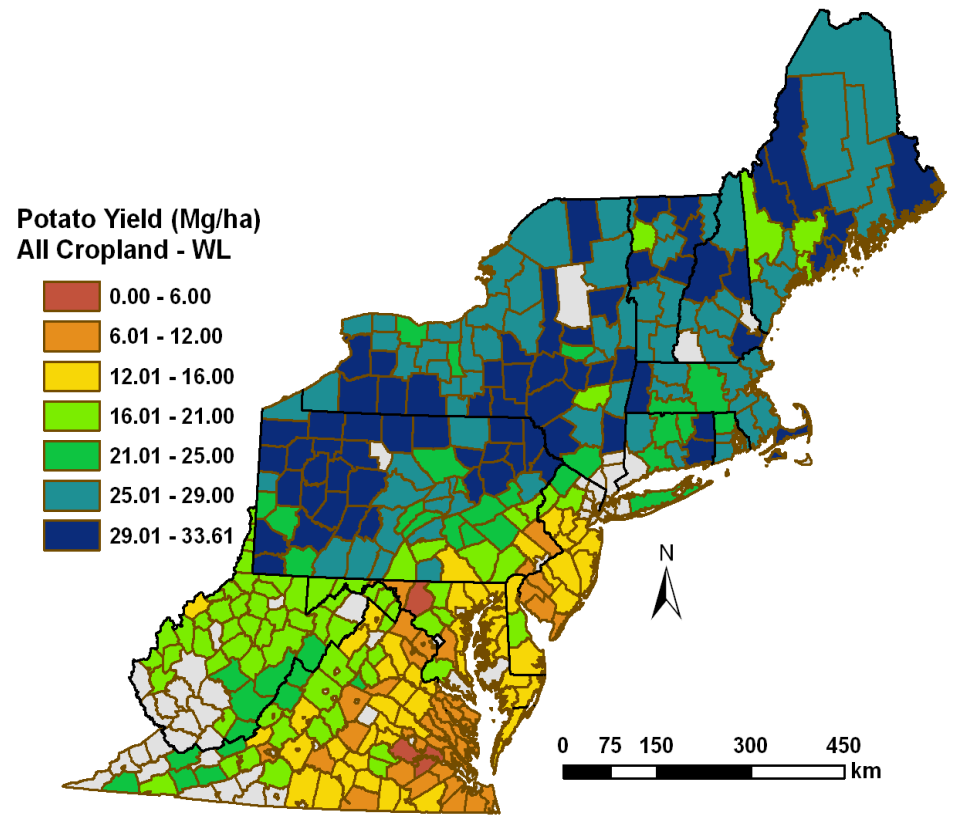 Potato Yield (Mg/ha)
All Cropland - WL
0.00 - 6.00
6.01 - 12.00
12.01 - 16.00
16.01 - 21.00
21.01 - 25.00
25.01 - 29.00
29.01 - 33.61
N
0 75 150 300 450
km